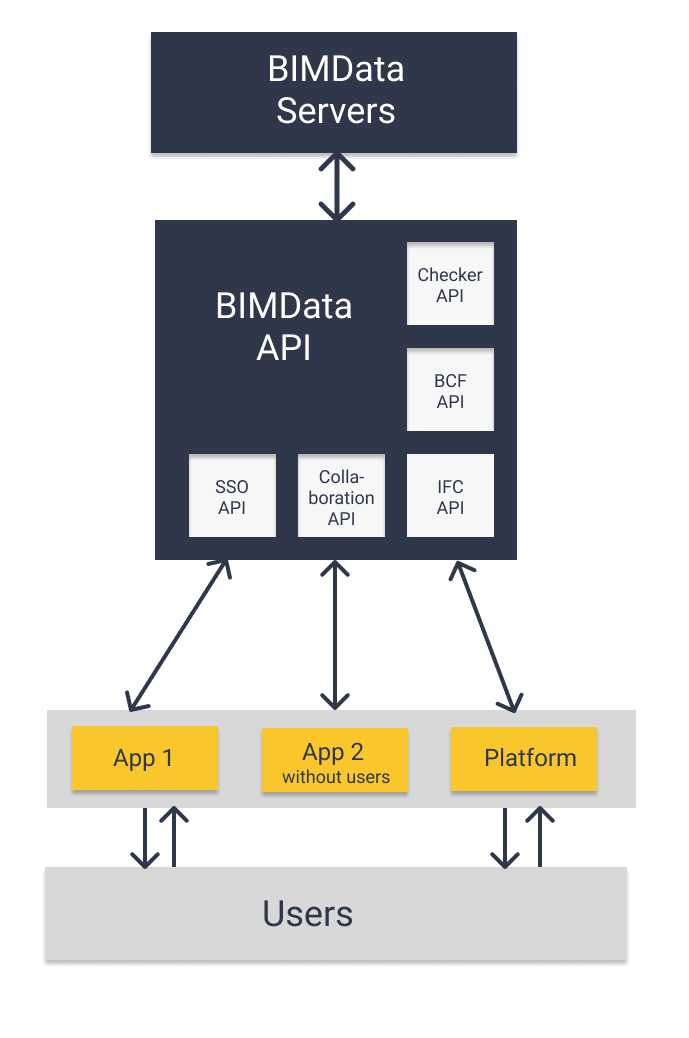 BIMData
Servers
BIMData
API
Checker
API
BCF
API
SSO
API
Colla-
boration
API
IFC
API
App 1
App 2
without users
Platform
Users